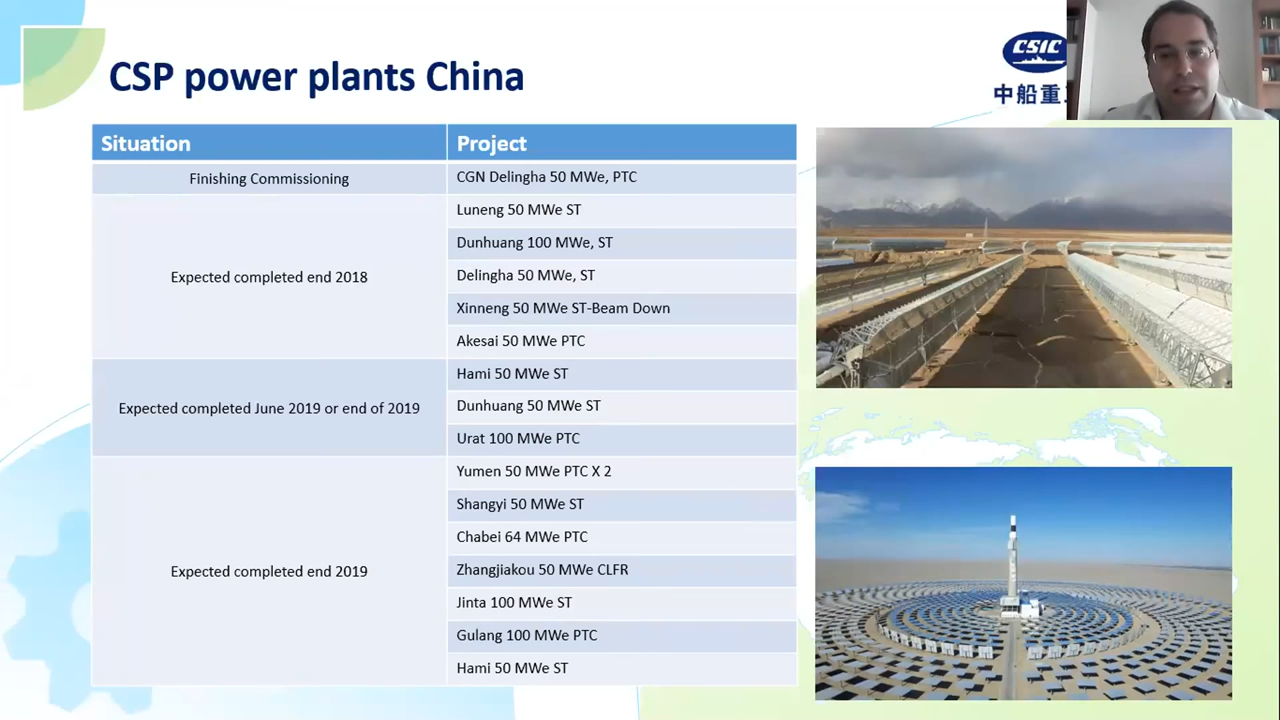 CSP power plants China
CSIC
中船重
Situation
Project
Finishing Commissioning
CGN Delingha 50 MWe, PTC
Expected completed end 2018
Luneng 50 MWe ST
Dunhuang 100 MWe, ST
Delingha 50 MWe, ST
Xinneng 50 MWe ST-Beam Down
Akesai 50 MWe PTC
Expected completed June 2019 or end of 2019
Hami 50 MWe ST
Dunhuang 50 MWe ST
Urat 100 MWe PTC
Expected completed end 2019
Yumen 50 MWe PTC X 2
Shangyi 50 MWe ST
Chabei 64 MWe PTC
Zhangjiakou 50 MWe CLFR
Jinta 100 MWe ST
Gulang 100 MWe PTC
Hami 50 MWe ST